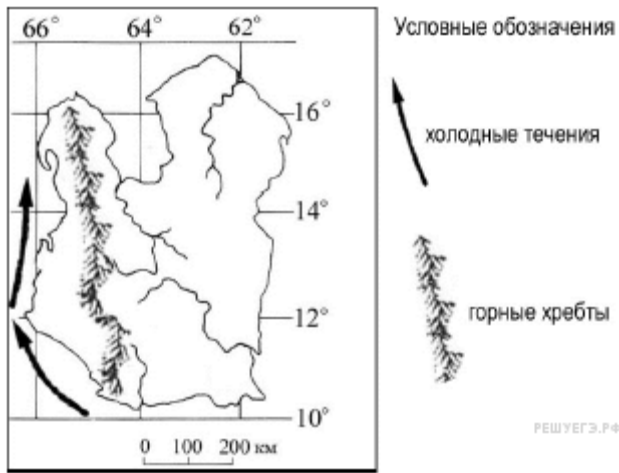 66° 64° 62°
Условные обозначения
16°
холодные течения
14°
горные хребты
12°
10°
0 100 200 км
РЕШУЕГЭ.РФ